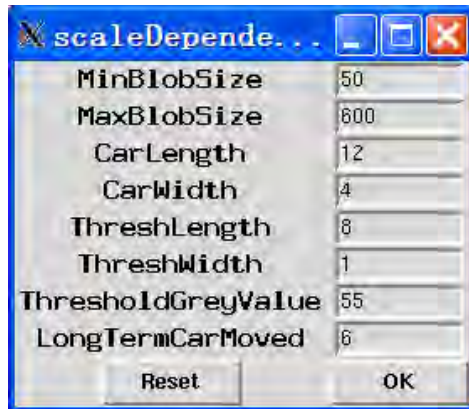 scaleDepende...
MinBlobSize 50
MaxBlobSize 600
CarLength 12
CarWidth 4
ThreshLength 8
ThreshWidth 1
ThresholdGreyValue 55
LongTermCarMoved 6
Reset OK